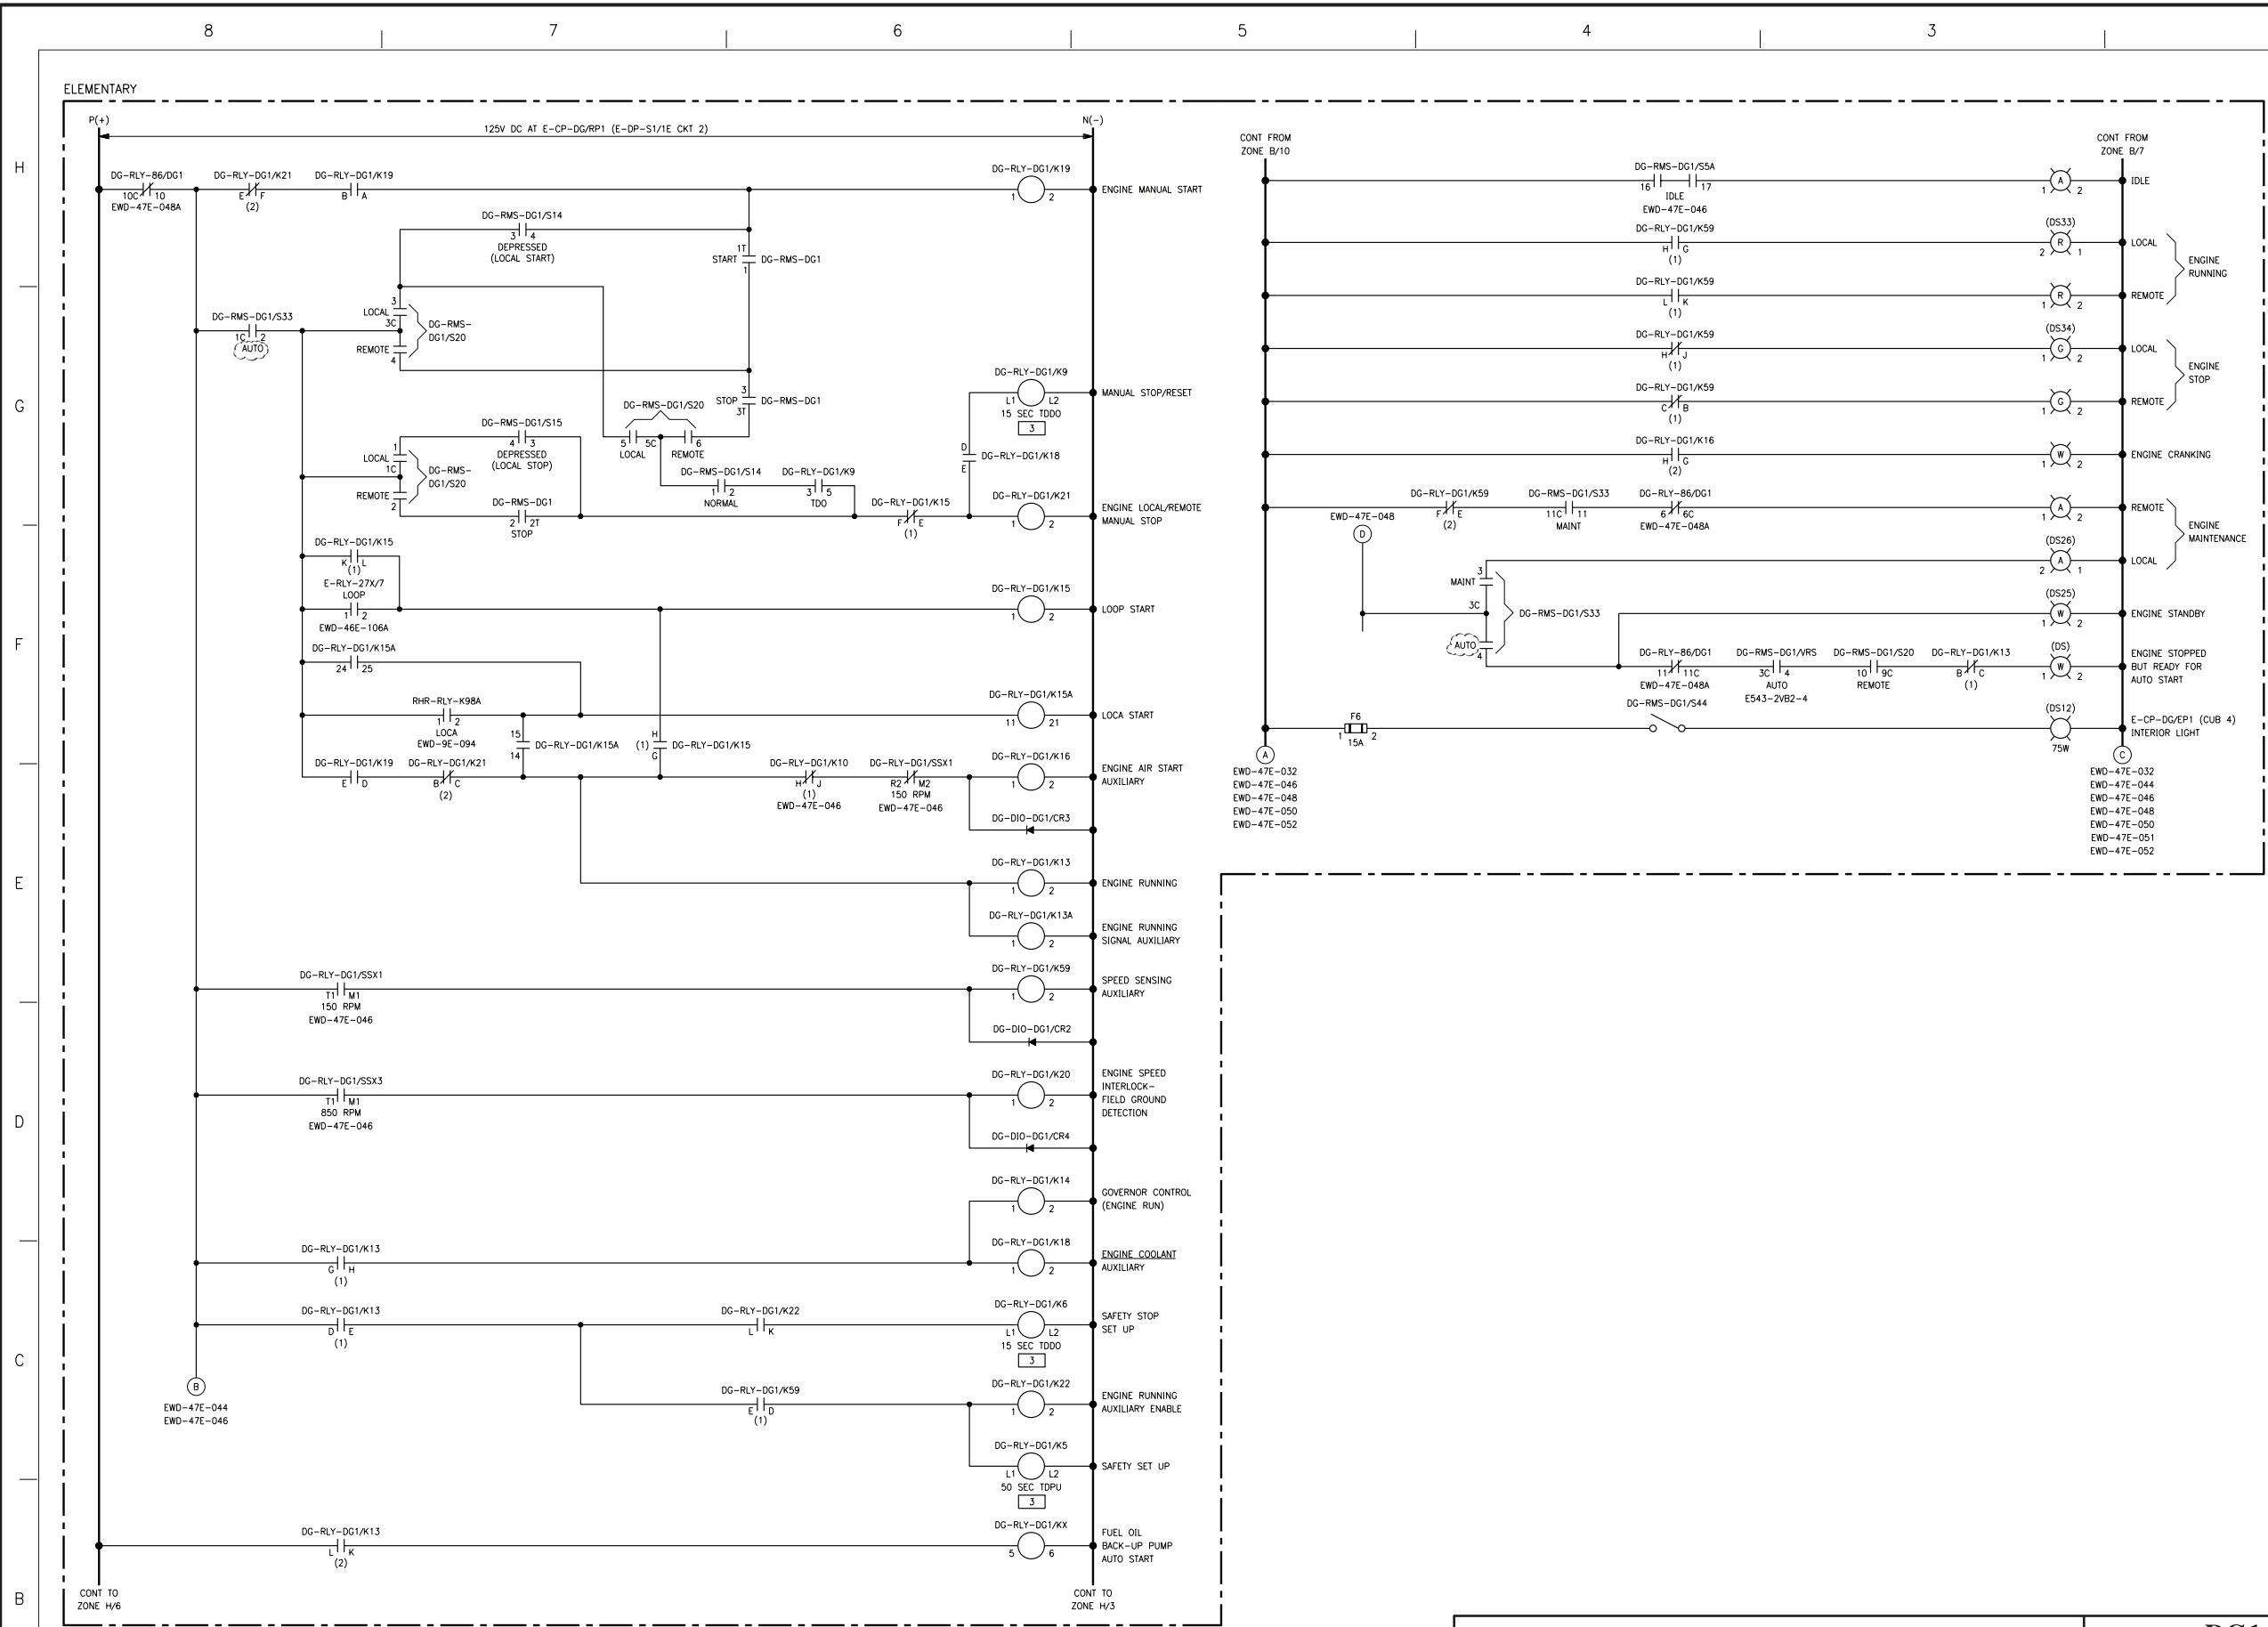 8 7 6 5 4 3
ELEMENTARY
H
G
F
E
D
C
B
P(+)
125V DC AT E-CP-DG/RP1 (E-DP-S1/1E CKT 2)
N(-)
DG-RLY-86/DG1
10C 10
EWD-47E-048A
DG-RLY-DG1/K21
E F
(2)
DG-RLY-DG1/K19
B A
DG-RLY-DG1/K19
1 2
ENGINE MANUAL START
DG-RMS-DG1/S14
3 4
DEPRESSED
(LOCAL START)
1T
START DG-RMS-DG1
1
DG-RMS-DG1/S33
1C 2
AUTO
3
LOCAL
3C
REMOTE
4
DG-RMS-
DG1/S20
3
STOP DG-RMS-DG1
3T
DG-RLY-DG1/K9
L1 L2
15 SEC TDDO
3
MANUAL STOP/RESET
DG-RMS-DG1/S20
5 5C 6
LOCAL REMOTE
DG-RMS-DG1/S15
4 3
DEPRESSED
(LOCAL STOP)
1
LOCAL
1C
REMOTE
2
DG-RMS-
DG1/S20
D
DG-RLY-DG1/K18
E
DG-RMS-DG1/S14
1 2
NORMAL
DG-RLY-DG1/K9
3 5
TDO
DG-RMS-DG1
2 2T
STOP
DG-RLY-DG1/K15
F E
(1)
DG-RLY-DG1/K21
1 2
ENGINE LOCAL/REMOTE
MANUAL STOP
DG-RLY-DG1/K15
K L
(1)
E-RLY-27X/7
LOOP
1 2
EWD-46E-106A
DG-RLY-DG1/K15
1 2
LOOP START
DG-RLY-DG1/K15A
24 25
RHR-RLY-K98A
1 2
LOCA
EWD-9E-094
DG-RLY-DG1/K15A
11 21
LOCA START
15
DG-RLY-DG1/K15A
14
H
(1) DG-RLY-DG1/K15
G
DG-RLY-DG1/K19
E D
DG-RLY-DG1/K21
B C
(2)
DG-RLY-DG1/K10
H J
(1)
EWD-47E-046
DG-RLY-DG1/SSX1
R2 M2
150 RPM
EWD-47E-046
DG-RLY-DG1/K16
1 2
ENGINE AIR START
AUXILIARY
DG-DIO-DG1/CR3
DG-RLY-DG1/K13
1 2
ENGINE RUNNING
DG-RLY-DG1/K13A
1 2
ENGINE RUNNING
SIGNAL AUXILIARY
DG-RLY-DG1/SSX1
T1 M1
150 RPM
EWD-47E-046
DG-RLY-DG1/K59
1 2
SPEED SENSING
AUXILIARY
DG-DIO-DG1/CR2
DG-RLY-DG1/SSX3
T1 M1
850 RPM
EWD-47E-046
DG-RLY-DG1/K20
1 2
ENGINE SPEED
INTERLOCK-
FIELD GROUND
DETECTION
DG-DIO-DG1/CR4
DG-RLY-DG1/K14
1 2
GOVERNOR CONTROL
(ENGINE RUN)
DG-RLY-DG1/K13
G H
(1)
DG-RLY-DG1/K18
1 2
ENGINE COOLANT
AUXILIARY
DG-RLY-DG1/K13
D E
(1)
DG-RLY-DG1/K22
L K
DG-RLY-DG1/K6
L1 L2
15 SEC TDDO
3
SAFETY STOP
SET UP
B
EWD-47E-044
EWD-47E-046
DG-RLY-DG1/K59
E D
(1)
DG-RLY-DG1/K22
1 2
ENGINE RUNNING
AUXILIARY ENABLE
DG-RLY-DG1/K5
L1 L2
50 SEC TDPU
3
SAFETY SET UP
DG-RLY-DG1/K13
L K
(2)
DG-RLY-DG1/KX
5 6
FUEL OIL
BACK-UP PUMP
AUTO START
CONT TO
ZONE H/6
CONT TO
ZONE H/3
CONT FROM
ZONE B/10
CONT FROM
ZONE B/7
DG-RMS-DG1/S5A
16 17
IDLE
EWD-47E-046
1 A 2
IDLE
DG-RLY-DG1/K59
H G
(1)
(DS33)
2 R 1
LOCAL
DG-RLY-DG1/K59
L K
(1)
1 R 2
REMOTE
ENGINE
RUNNING
DG-RLY-DG1/K59
H J
(1)
(DS34)
1 G 2
LOCAL
DG-RLY-DG1/K59
C B
(1)
1 G 2
REMOTE
ENGINE
STOP
DG-RLY-DG1/K16
H G
(2)
1 W 2
ENGINE CRANKING
DG-RLY-DG1/K59
F E
(2)
DG-RMS-DG1/S33
11C 11
MAINT
DG-RLY-86/DG1
6 6C
EWD-47E-048A
1 A 2
REMOTE
EWD-47E-048
D
(DS26)
2 A 1
LOCAL
ENGINE
MAINTENANCE
3
MAINT
3C
AUTO
4
DG-RMS-DG1/S33
(DS25)
1 W 2
ENGINE STANDBY
DG-RLY-86/DG1
11 11C
EWD-47E-048A
DG-RMS-DG1/VRS
3C 4
AUTO
E543-2VB2-4
DG-RMS-DG1/S20
10 9C
REMOTE
DG-RLY-DG1/K13
B C
(1)
(DS)
1 W 2
ENGINE STOPPED
BUT READY FOR
AUTO START
F6
1 2
15A
DG-RMS-DG1/S44
(DS12)
75W
E-CP-DG/EP1 (CUB 4)
INTERIOR LIGHT
A
EWD-47E-032
EWD-47E-046
EWD-47E-048
EWD-47E-050
EWD-47E-052
C
EWD-47E-032
EWD-47E-044
EWD-47E-046
EWD-47E-048
EWD-47E-050
EWD-47E-051
EWD-47E-052